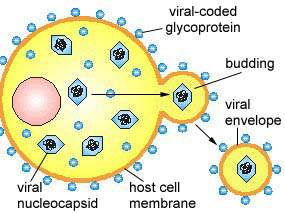 viral-coded
glycoprotein
budding
viral
envelope
viral
nucleocapsid
host cell
membrane